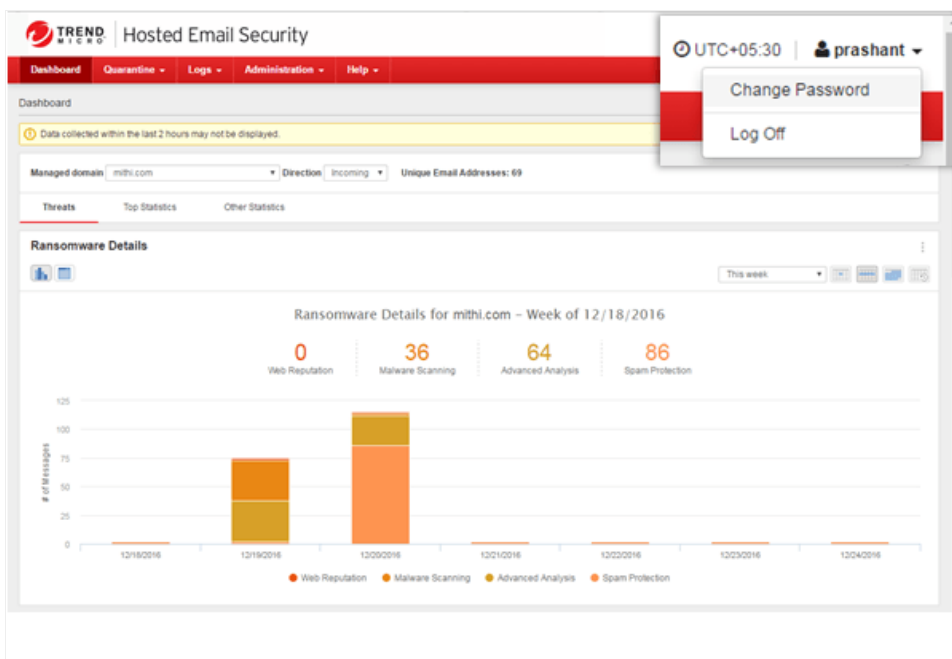 TREND MICRO Hosted Email Security
UTC+05:30 prashant
Change Password
Log Off
Dashboard Quarantine Logs Administration Help
Dashboard
Data collected within the last 2 hours may not be displayed.
Managed domain mithi.com Direction Incoming Unique Email Addresses: 69
Threats Top Statistics Other Statistics
Ransomware Details
This week
Ransomware Details for mithi.com – Week of 12/18/2016
0 36 64 86
Web Reputation Malware Scanning Advanced Analysis Spam Protection
125
100
75
50
25
0
# of Messages
12/18/2016 12/19/2016 12/20/2016 12/21/2016 12/22/2016 12/23/2016 12/24/2016
Web Reputation Malware Scanning Advanced Analysis Spam Protection